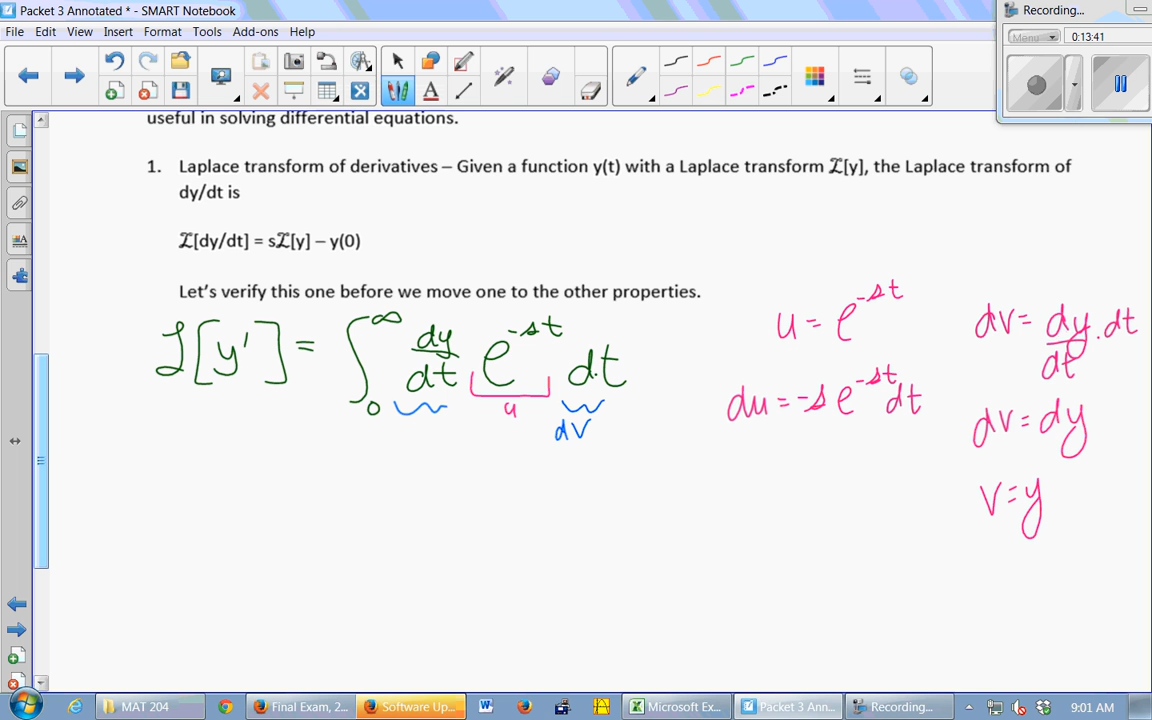 Packet 3 Annotated * - SMART Notebook
Recording...
File Edit View Insert Format Tools Add-ons Help
Menu
0:13:41
useful in solving differential equations.
1. Laplace transform of derivatives – Given a function y(t) with a Laplace transform ℒ[y], the Laplace transform of
dy/dt is
ℒ[dy/dt] = sℒ[y] – y(0)
Let's verify this one before we move one to the other properties.
ℒ[y'] = ∫₀^∞ dy/dt e^-st dt
u
dv
u = e^-st
du = -s e^-st dt
dv = dy/dt . dt
dv = dy
v = y
MAT 204
Final Exam, 2...
Software Up...
Microsoft Ex...
Packet 3 Ann...
Recording...
9:01 AM